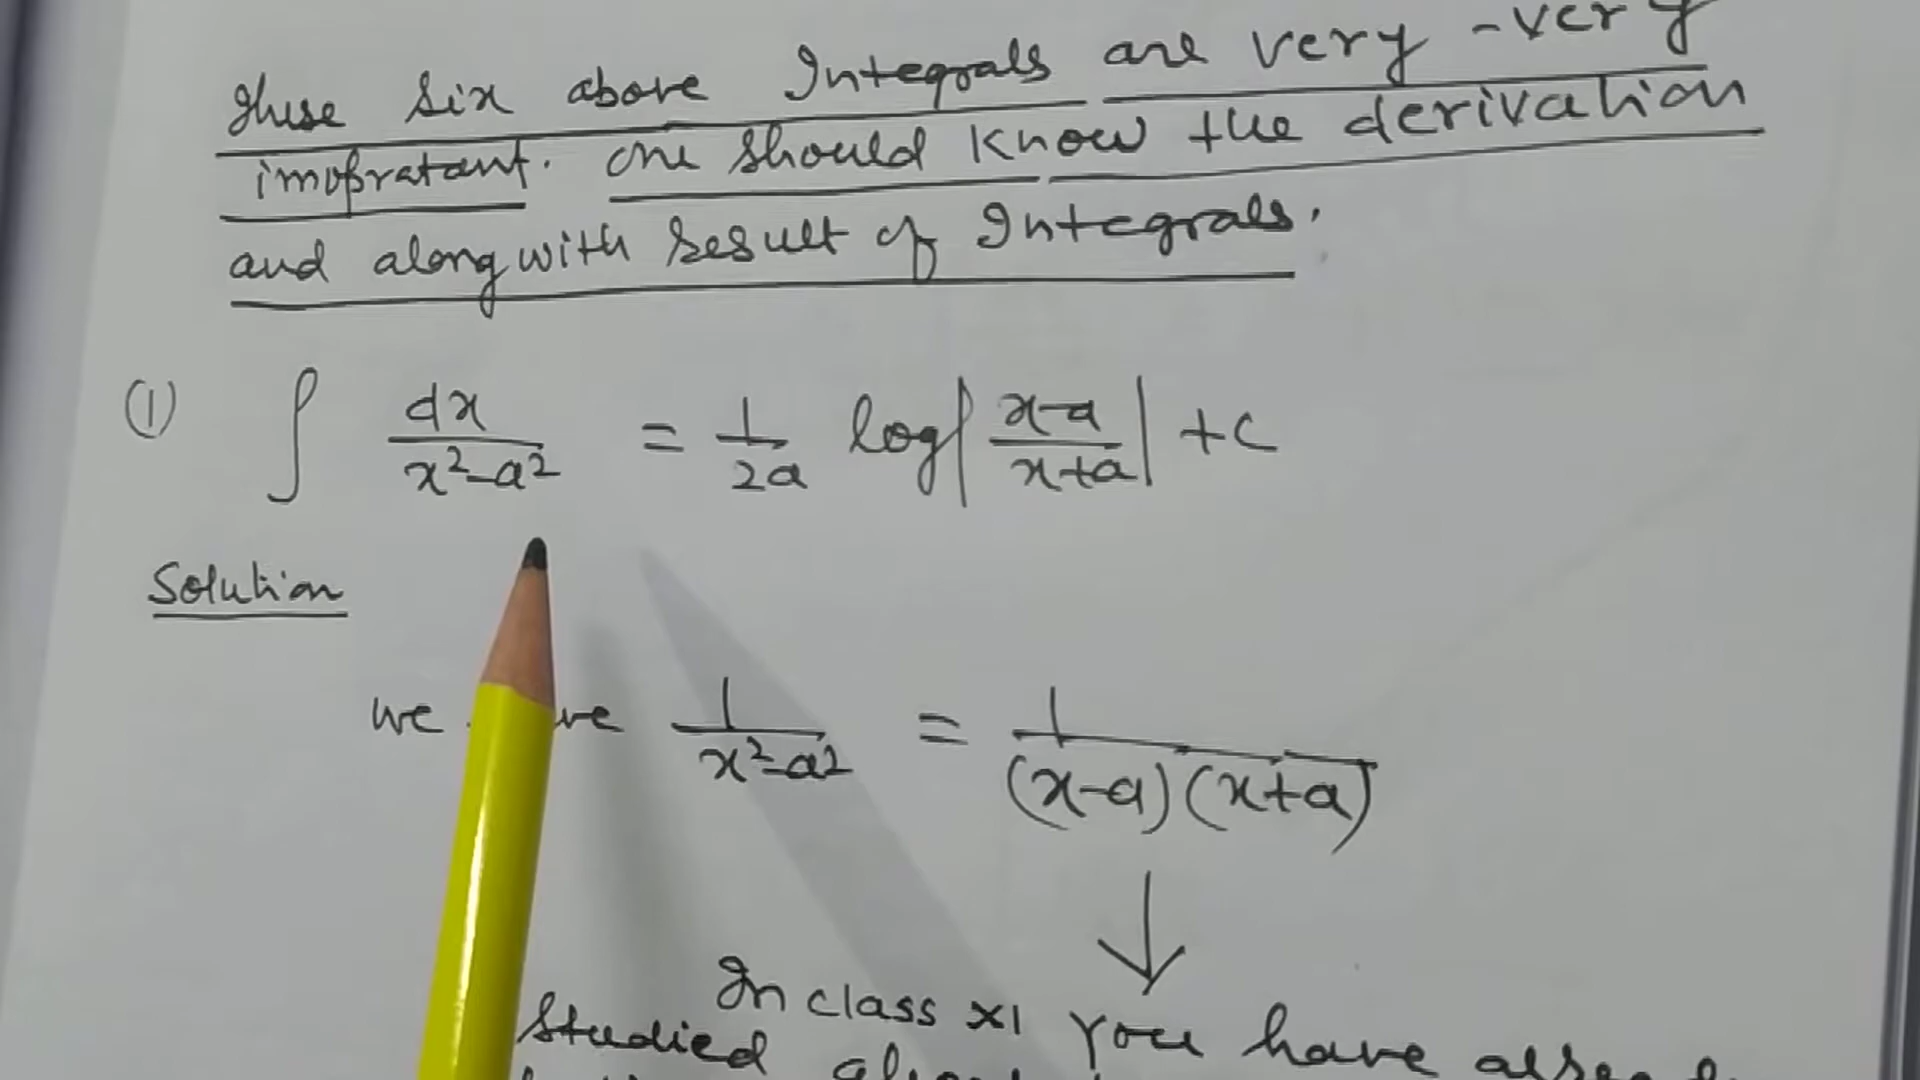 These six above Integrals are very-very
imopratant. one should know the derivation
and along with result of Integrals.
① ∫ dx/(x²-a²) = 1/2a log|(x-a)/(x+a)| +c
Solution
we 1/(x²-a²) = 1/((x-a)(x+a))
↓
In class XI You have
Studied